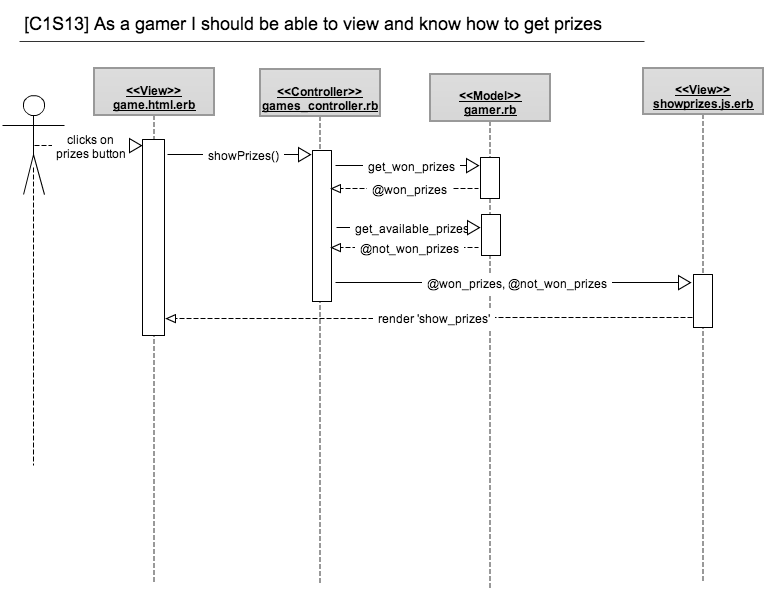 [C1S13] As a gamer I should be able to view and know how to get prizes
<<View>>
game.html.erb
<<Controller>>
games_controller.rb
<<Model>>
gamer.rb
<<View>>
showprizes.js.erb
clicks on
prizes button
showPrizes()
get_won_prizes
@won_prizes
get_available_prizes
@not_won_prizes
@won_prizes, @not_won_prizes
render 'show_prizes'